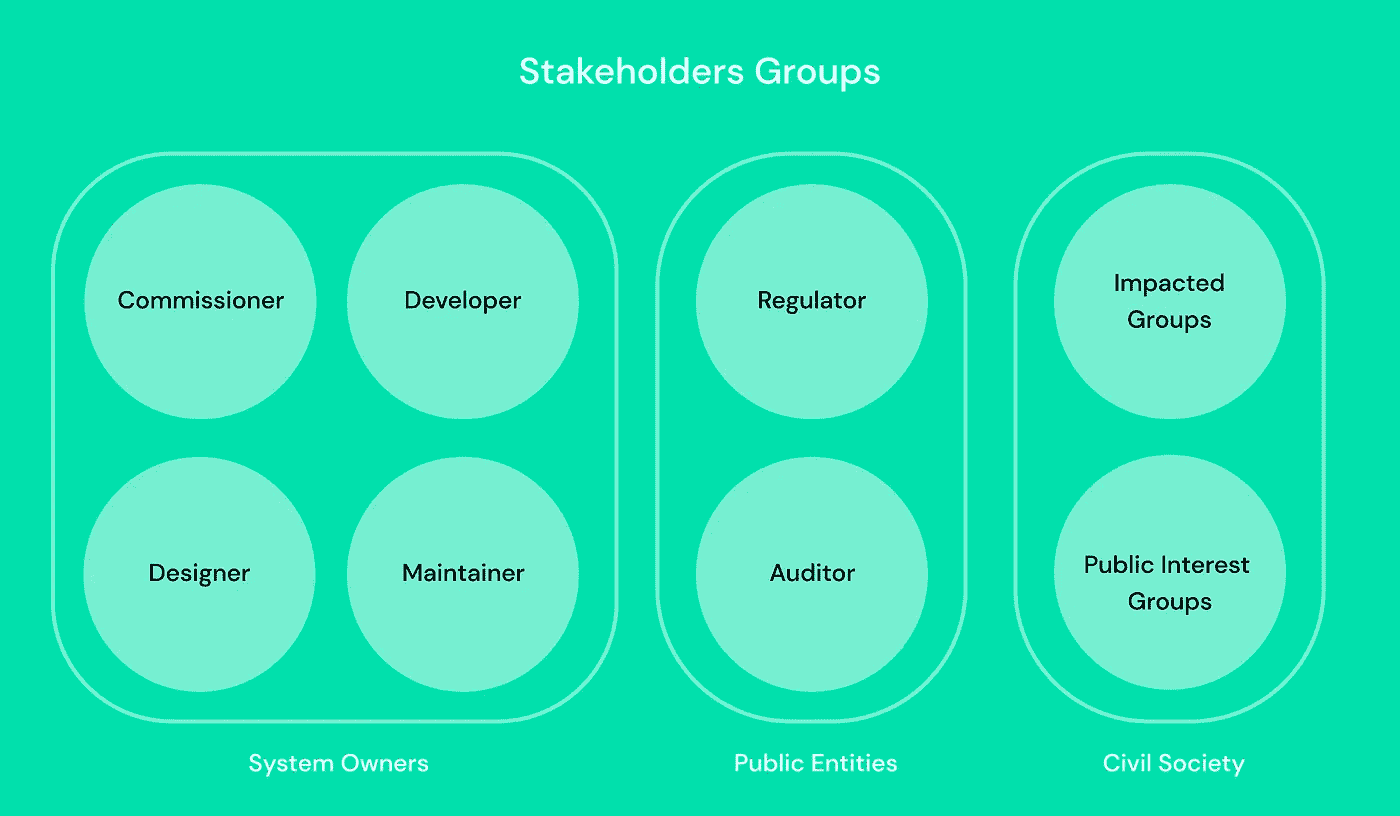 Stakeholders Groups
Commissioner
Developer
Designer
Maintainer
System Owners
Regulator
Auditor
Public Entities
Impacted
Groups
Public Interest
Groups
Civil Society